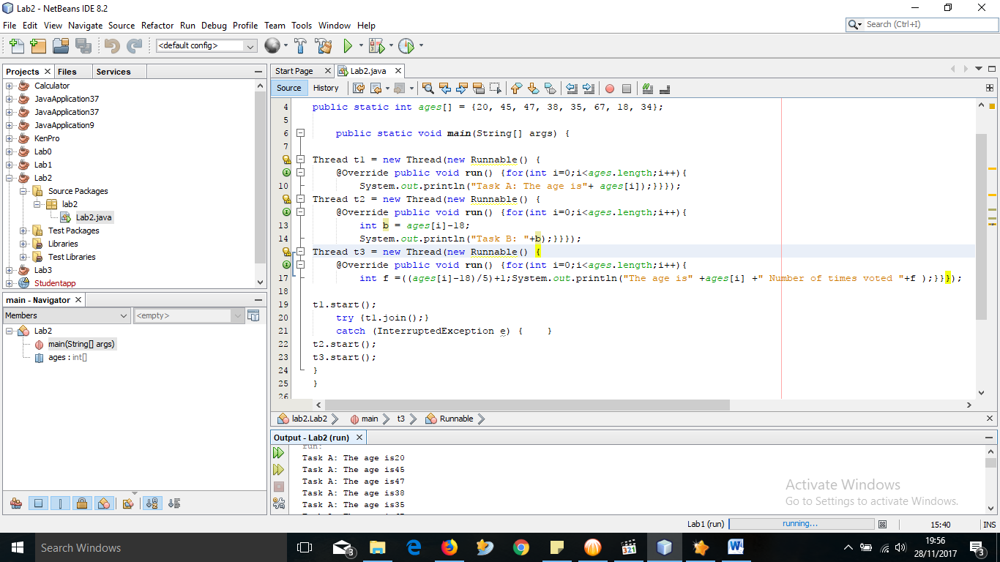 Lab2 - NetBeans IDE 8.2
File Edit View Navigate Source Refactor Run Debug Profile Team Tools Window Help
Search (Ctrl+I)
<default config>
Projects Files Services
Calculator
JavaApplication37
JavaApplication37
JavaApplication9
KenPro
Lab0
Lab1
Lab2
Source Packages
lab2
Lab2.java
Test Packages
Libraries
Test Libraries
Lab3
Studentapp
main - Navigator
Members <empty>
Lab2
main(String[] args)
ages : int[]
Start Page Lab2.java
Source History
4 public static int ages[] = {20, 45, 47, 38, 35, 67, 18, 34};
5
6 public static void main(String[] args) {
7
Thread t1 = new Thread(new Runnable() {
@Override public void run() {for(int i=0;i<ages.length;i++){
10 System.out.println("Task A: The age is"+ ages[i]);}}});
Thread t2 = new Thread(new Runnable() {
@Override public void run() {for(int i=0;i<ages.length;i++){
13 int b = ages[i]-18;
14 System.out.println("Task B: "+b);}}});
Thread t3 = new Thread(new Runnable() {
@Override public void run() {for(int i=0;i<ages.length;i++){
17 int f =((ages[i]-18)/5)+1;System.out.println("The age is" +ages[i] +" Number of times voted "+f );}}});
18
19 t1.start();
20 try {t1.join();}
21 catch (InterruptedException e) { }
22 t2.start();
23 t3.start();
24 }
25 }
26
lab2.Lab2 main t3 Runnable
Output - Lab2 (run)
run:
Task A: The age is20
Task A: The age is45
Task A: The age is47
Task A: The age is38
Task A: The age is35
Activate Windows
Go to Settings to activate Windows.
Lab1 (run) running... 15:40 INS
Search Windows
3
321
19:56
28/11/2017
3